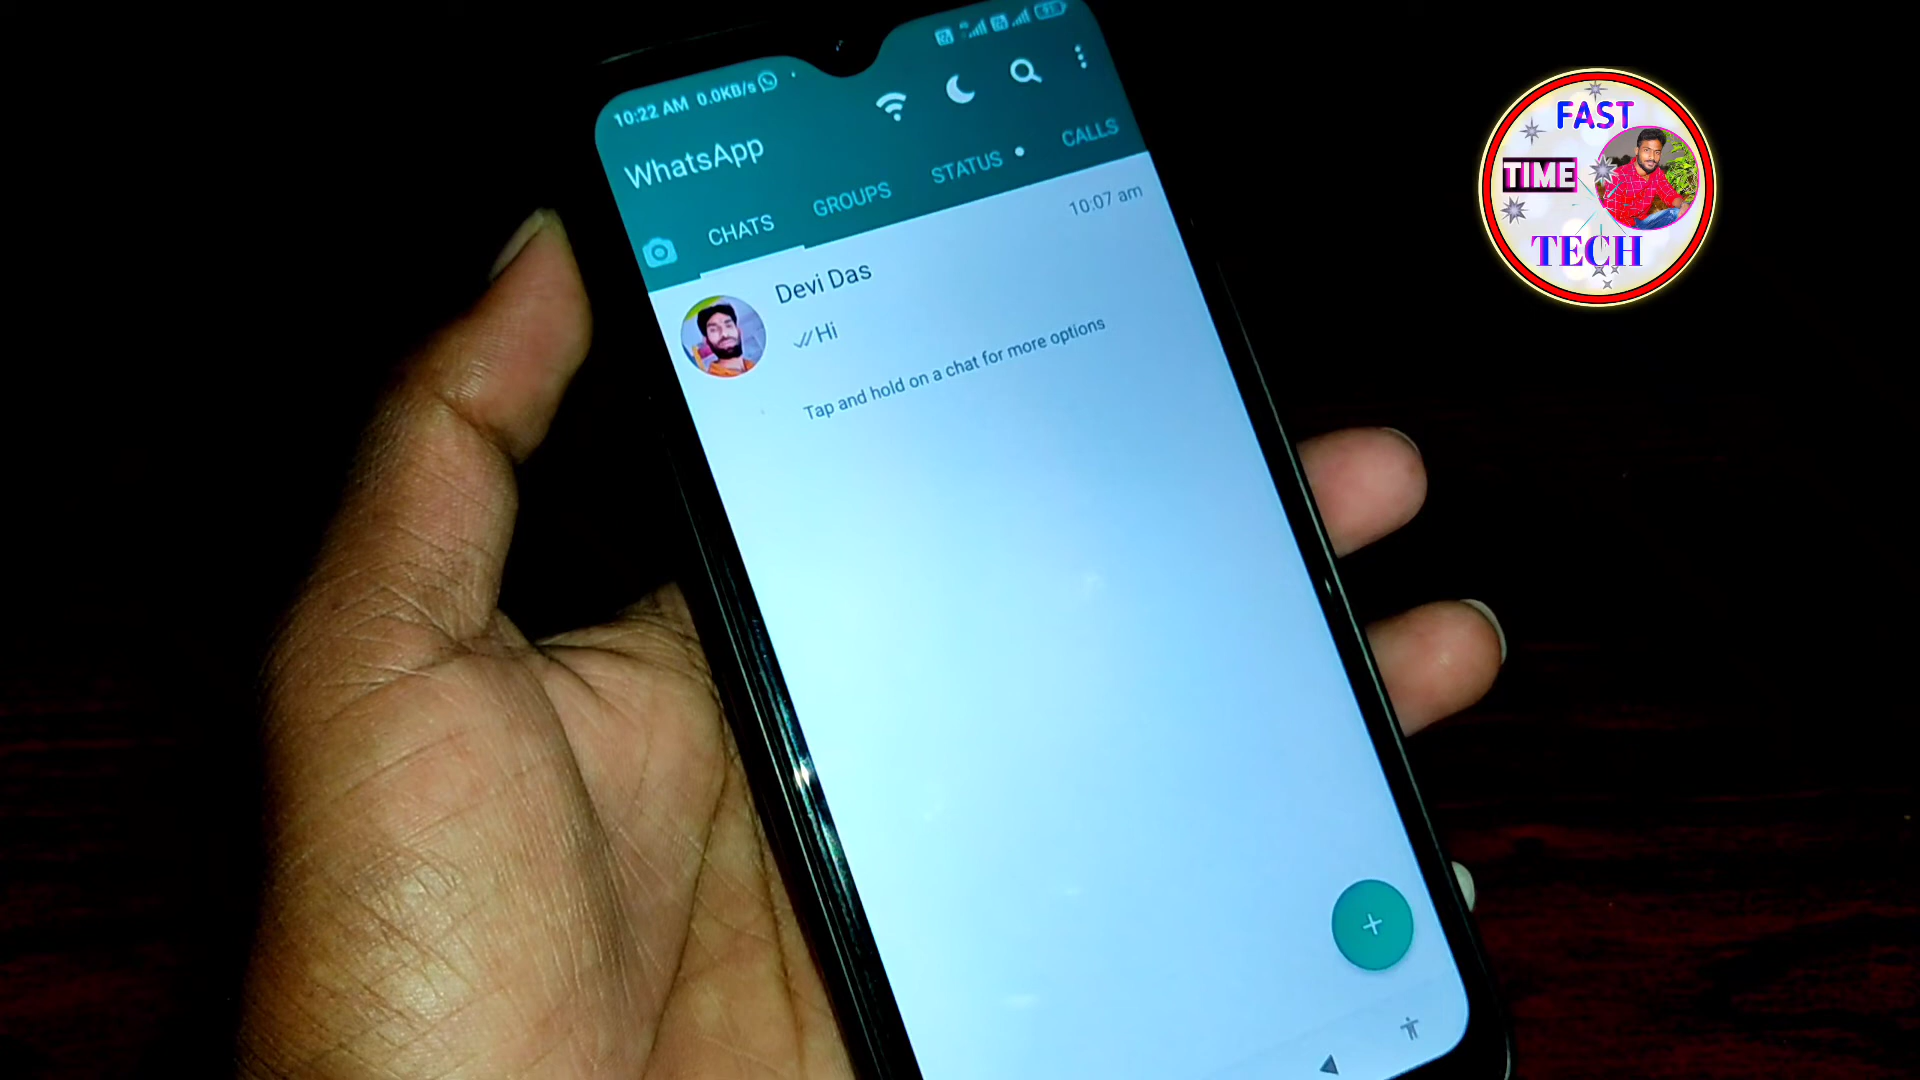 10:22 AM 0.0KB/s
91
WhatsApp
CHATS
GROUPS
STATUS
CALLS
Devi Das
10:07 am
Hi
Tap and hold on a chat for more options
FAST
TIME
TECH